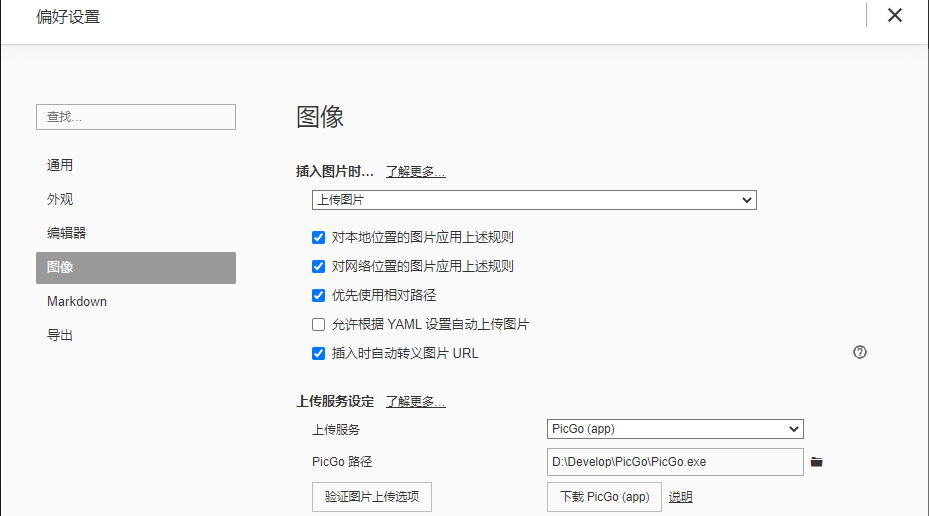 偏好设置
查找...
通用
外观
编辑器
图像
Markdown
导出
图像
插入图片时... 了解更多...
上传图片
对本地位置的图片应用上述规则
对网络位置的图片应用上述规则
优先使用相对路径
允许根据 YAML 设置自动上传图片
插入时自动转义图片 URL
上传服务设定 了解更多...
上传服务 PicGo (app)
PicGo 路径 D:\Develop\PicGo\PicGo.exe
验证图片上传选项 下载 PicGo (app) 说明